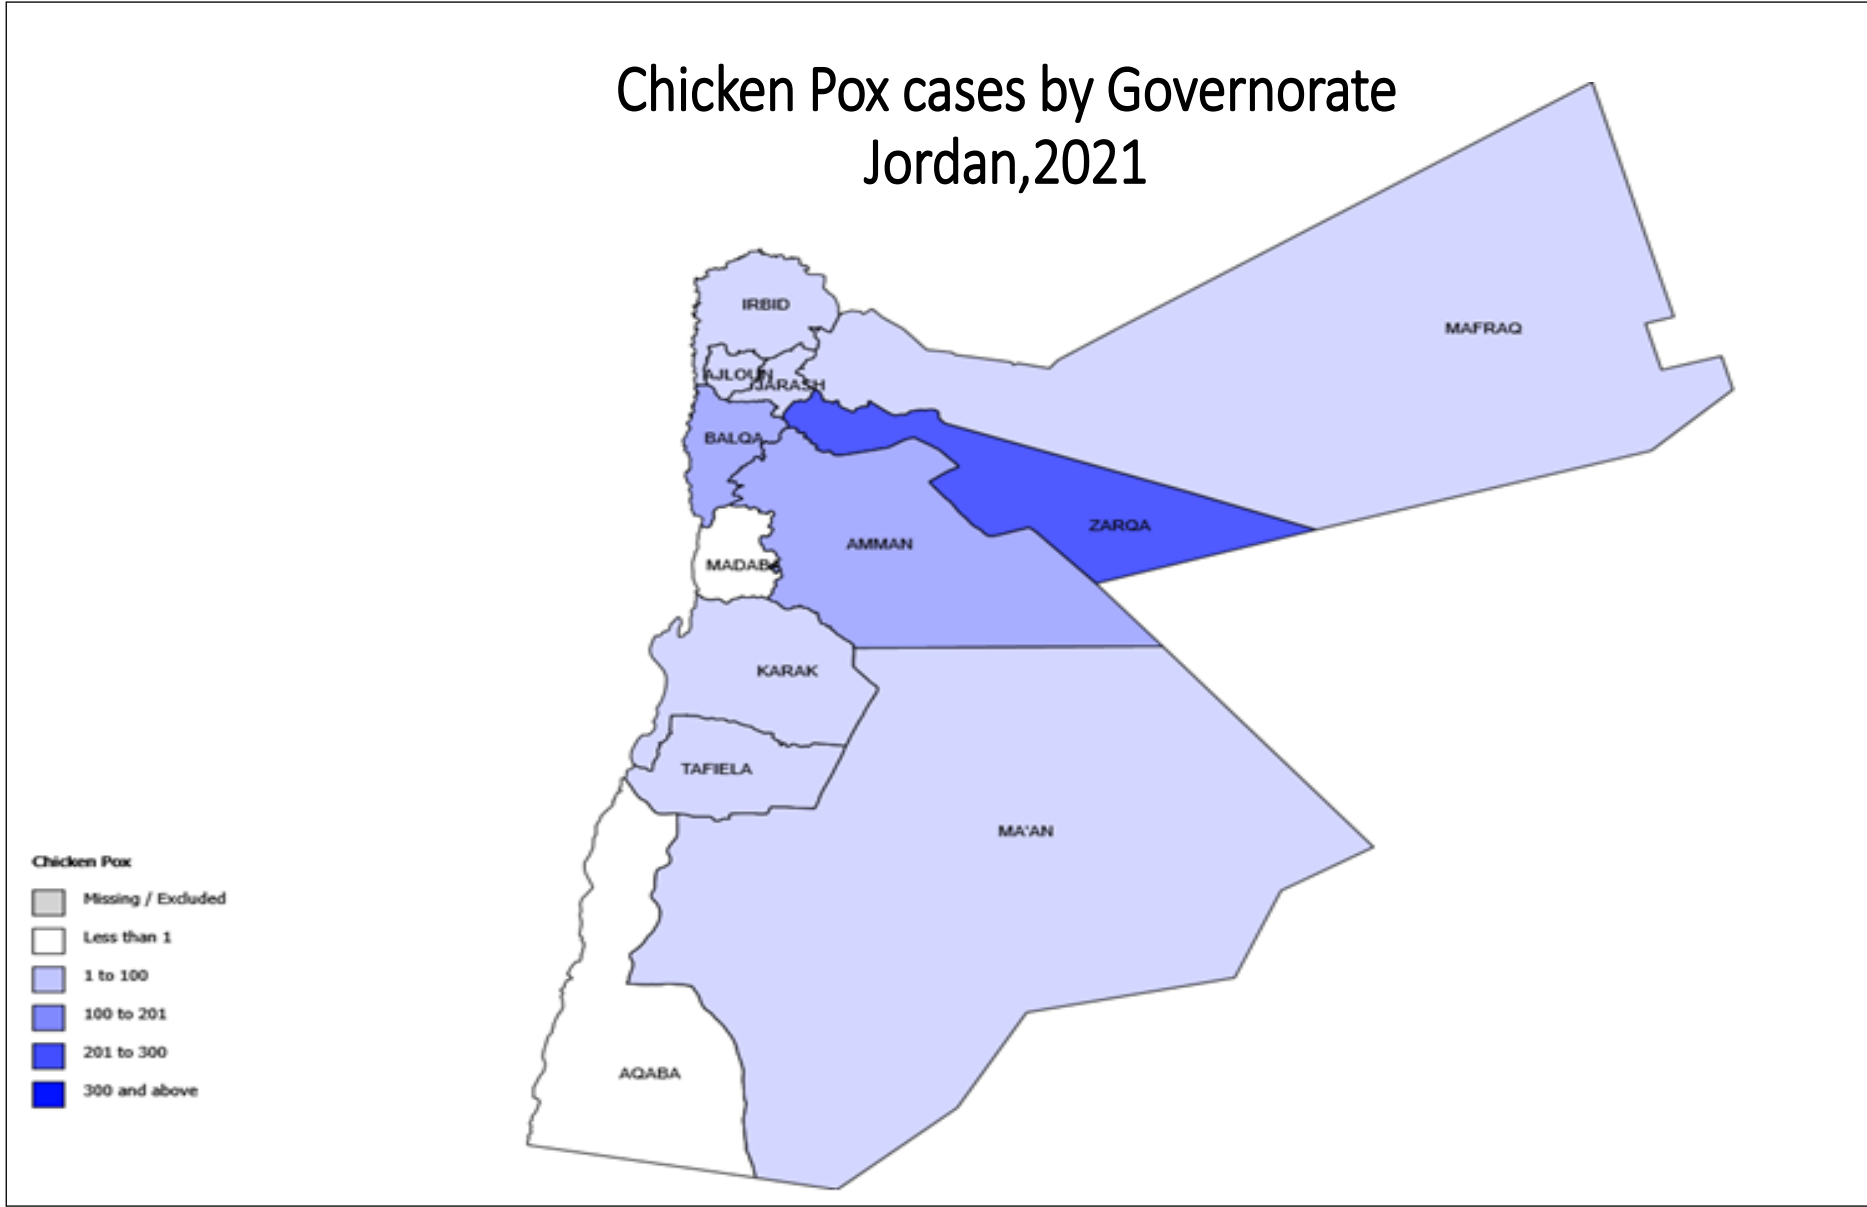 Chicken Pox cases by Governorate
Jordan,2021
IRBID
MAFRAQ
AJLOUN
JARASH
BALQA
ZARQA
AMMAN
MADABA
KARAK
TAFIELA
MA'AN
AQABA
Chicken Pox
Missing / Excluded
Less than 1
1 to 100
100 to 201
201 to 300
300 and above